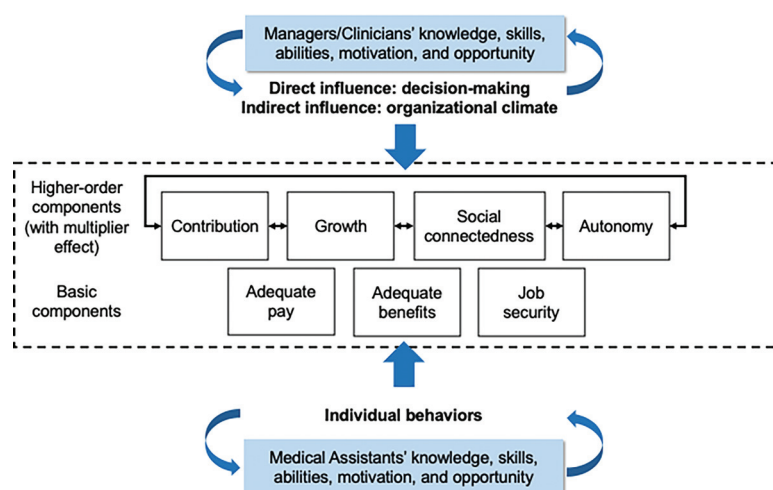 Managers/Clinicians' knowledge, skills,
abilities, motivation, and opportunity
Direct influence: decision-making
Indirect influence: organizational climate
Higher-order
components
(with multiplier
effect)
Contribution
Growth
Social
connectedness
Autonomy
Basic
components
Adequate
pay
Adequate
benefits
Job
security
Individual behaviors
Medical Assistants' knowledge, skills,
abilities, motivation, and opportunity